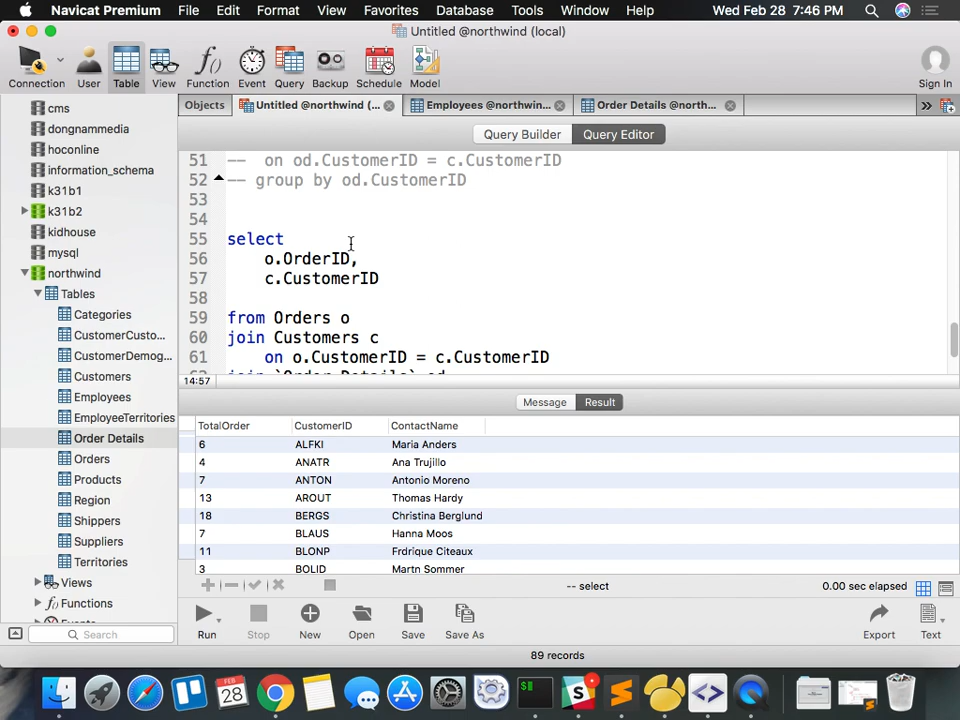 Navicat Premium File Edit Format View Favorites Database Tools Window Help Wed Feb 28 7:46 PM
Untitled @northwind (local)
Connection User Table View Function Event Query Backup Schedule Model Sign In
Objects Untitled @northwind (... Employees @northwin... Order Details @north... »
Query Builder Query Editor
cms
dongnammedia
hoconline
information_schema
k31b1
k31b2
kidhouse
mysql
northwind
Tables
Categories
CustomerCusto...
CustomerDemog...
Customers
Employees
EmployeeTerritories
Order Details
Orders
Products
Region
Shippers
Suppliers
Territories
Views
Functions
Search
51 -- on od.CustomerID = c.CustomerID
52 -- group by od.CustomerID
53
54
55 select
56 o.OrderID,
57 c.CustomerID
58
59 from Orders o
60 join Customers c
61 on o.CustomerID = c.CustomerID
join `Order Details` od
14:57
Message Result
TotalOrder CustomerID ContactName
6 ALFKI Maria Anders
4 ANATR Ana Trujillo
7 ANTON Antonio Moreno
13 AROUT Thomas Hardy
18 BERGS Christina Berglund
7 BLAUS Hanna Moos
11 BLONP Frdrique Citeaux
3 BOLID Martn Sommer
-- select 0.00 sec elapsed
Run Stop New Open Save Save As Export Text
89 records
FEB 28